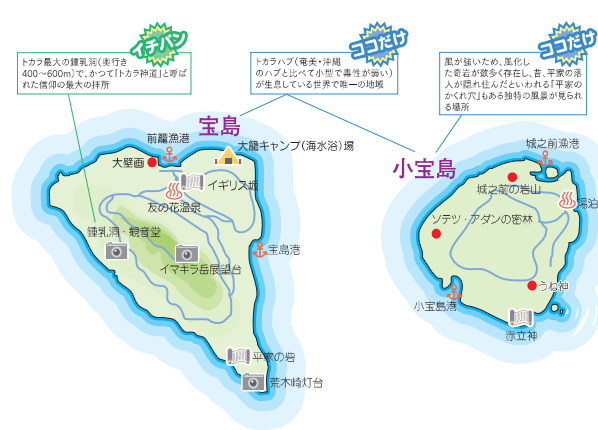 イチバン
トカラ最大の鍾乳洞(奥行き
400〜600m)で、かつて「トカラ神道」と呼ば
れた信仰の最大の拝所
ココだけ
トカラハブ(奄美・沖縄
のハブと比べて小型で毒性が弱い)
が生息している世界で唯一の地域
ココだけ
風が強いため、風化し
た奇岩が数多く存在し、昔、平家の落
人が隠れ住んだといわれる「平家の
かくれ穴」もある独特の風景が見られ
る場所
宝島
前籠漁港
大籠キャンプ(海水浴)場
大壁画
イギリス坂
友の花温泉
鍾乳洞・観音堂
イマキラ岳展望台
宝島港
平家の砦
荒木崎灯台
小宝島
城之前漁港
城之前の岩山
湯泊
ソテツ・アダンの密林
うね神
小宝島港
赤立神